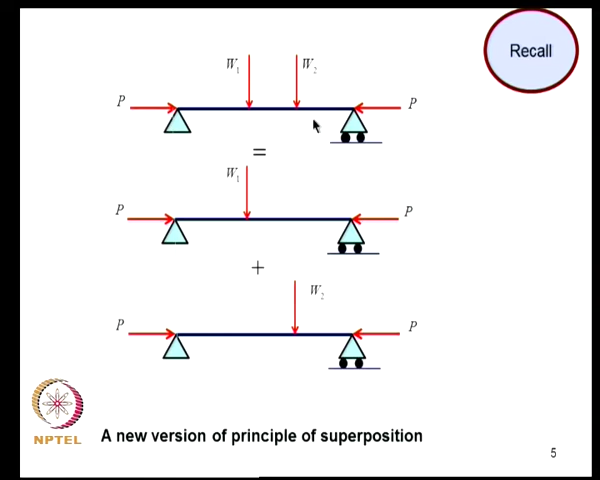 Recall
W₁ W₂
P P
=
W₁
P P
+
W₂
P P
NPTEL
A new version of principle of superposition
5